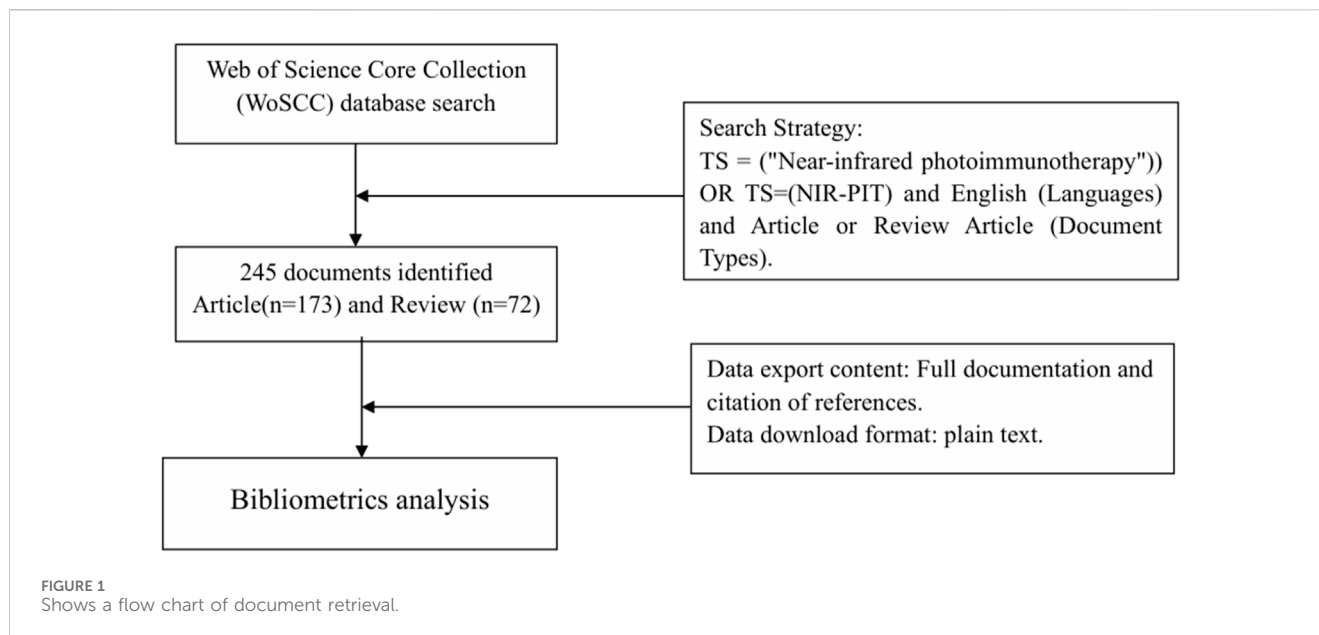 Web of Science Core Collection
(WoSCC) database search
Search Strategy:
TS = ("Near-infrared photoimmunotherapy"))
OR TS=(NIR-PIT) and English (Languages)
and Article or Review Article (Document
Types).
245 documents identified
Article(n=173) and Review (n=72)
Data export content: Full documentation and
citation of references.
Data download format: plain text.
Bibliometrics analysis
FIGURE 1
Shows a flow chart of document retrieval.